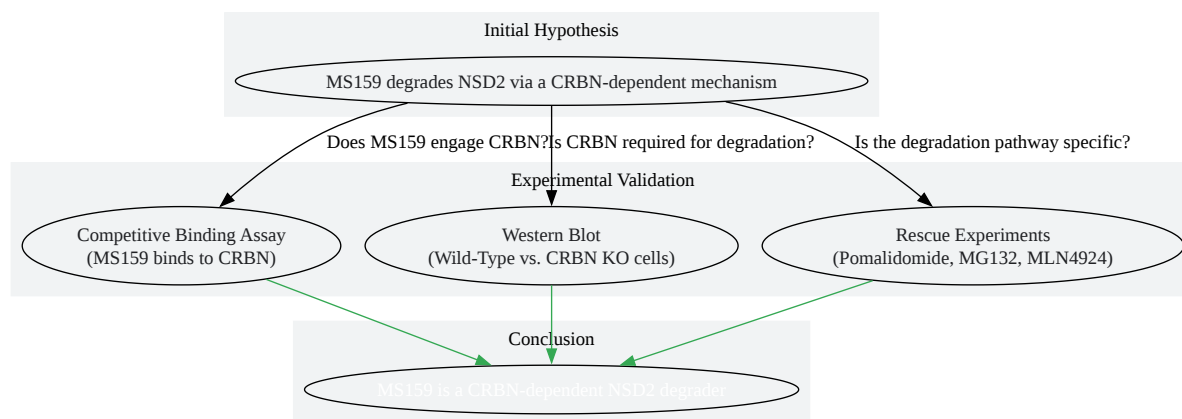 Initial Hypothesis
MS159 degrades NSD2 via a CRBN-dependent mechanism
Does MS159 engage CRBN?
Is CRBN required for degradation?
Is the degradation pathway specific?
Experimental Validation
Competitive Binding Assay
(MS159 binds to CRBN)
Western Blot
(Wild-Type vs. CRBN KO cells)
Rescue Experiments
(Pomalidomide, MG132, MLN4924)
Conclusion
MS159 is a CRBN-dependent NSD2 degrader